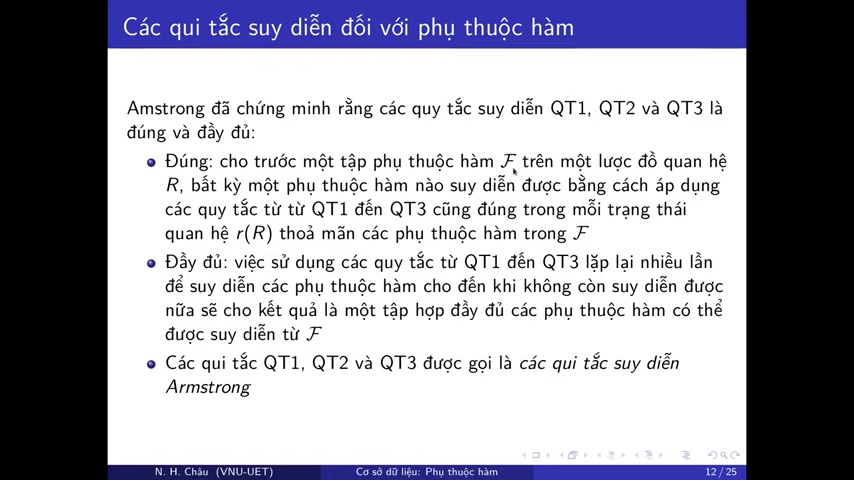 Các qui tắc suy diễn đối với phụ thuộc hàm
Amstrong đã chứng minh rằng các quy tắc suy diễn QT1, QT2 và QT3 là
đúng và đầy đủ:
Đúng: cho trước một tập phụ thuộc hàm F trên một lược đồ quan hệ
R, bất kỳ một phụ thuộc hàm nào suy diễn được bằng cách áp dụng
các quy tắc từ từ QT1 đến QT3 cũng đúng trong mỗi trạng thái
quan hệ r(R) thoả mãn các phụ thuộc hàm trong F
Đầy đủ: việc sử dụng các quy tắc từ QT1 đến QT3 lặp lại nhiều lần
để suy diễn các phụ thuộc hàm cho đến khi không còn suy diễn được
nữa sẽ cho kết quả là một tập hợp đầy đủ các phụ thuộc hàm có thể
được suy diễn từ F
Các qui tắc QT1, QT2 và QT3 được gọi là các qui tắc suy diễn
Armstrong
N. H. Châu (VNU-UET) Cơ sở dữ liệu: Phụ thuộc hàm 12 / 25